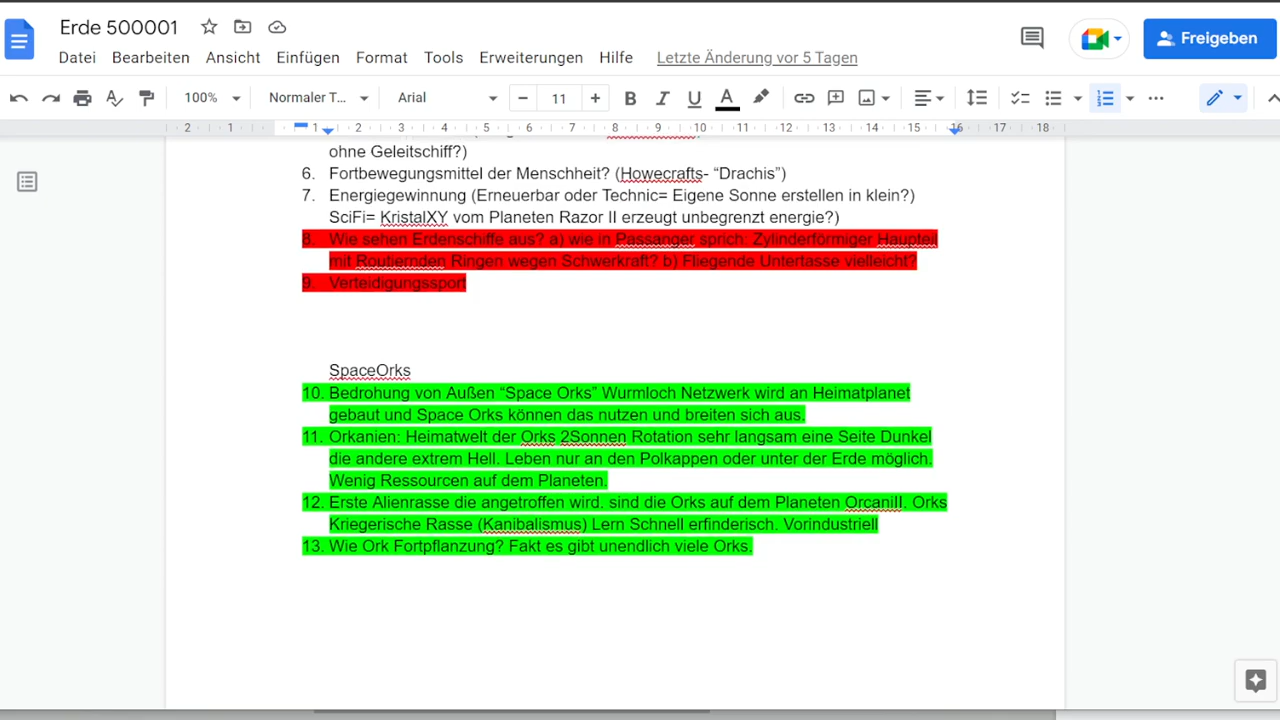 Erde 500001
Freigeben
Datei Bearbeiten Ansicht Einfügen Format Tools Erweiterungen Hilfe Letzte Änderung vor 5 Tagen
100% Normaler T... Arial 11
2 1 1 2 3 4 5 6 7 8 9 10 11 12 13 14 15 16 17 18
ohne Geleitschiff?)
6. Fortbewegungsmittel der Menschheit? (Howecrafts- “Drachis”)
7. Energiegewinnung (Erneuerbar oder Technic= Eigene Sonne erstellen in klein?)
SciFi= KristalXY vom Planeten Razor II erzeugt unbegrenzt energie?)
8. Wie sehen Erdenschiffe aus? a) wie in Passanger sprich: Zylinderförmiger Haupteil
mit Routiernden Ringen wegen Schwerkraft? b) Fliegende Untertasse vielleicht?
9. Verteidigungssport
SpaceOrks
10. Bedrohung von Außen “Space Orks” Wurmloch Netzwerk wird an Heimatplanet
gebaut und Space Orks können das nutzen und breiten sich aus.
11. Orkanien: Heimatwelt der Orks 2Sonnen Rotation sehr langsam eine Seite Dunkel
die andere extrem Hell. Leben nur an den Polkappen oder unter der Erde möglich.
Wenig Ressourcen auf dem Planeten.
12. Erste Alienrasse die angetroffen wird. sind die Orks auf dem Planeten OrcaniII. Orks
Kriegerische Rasse (Kanibalismus) Lern Schnell erfinderisch. Vorindustriell
13. Wie Ork Fortpflanzung? Fakt es gibt unendlich viele Orks.